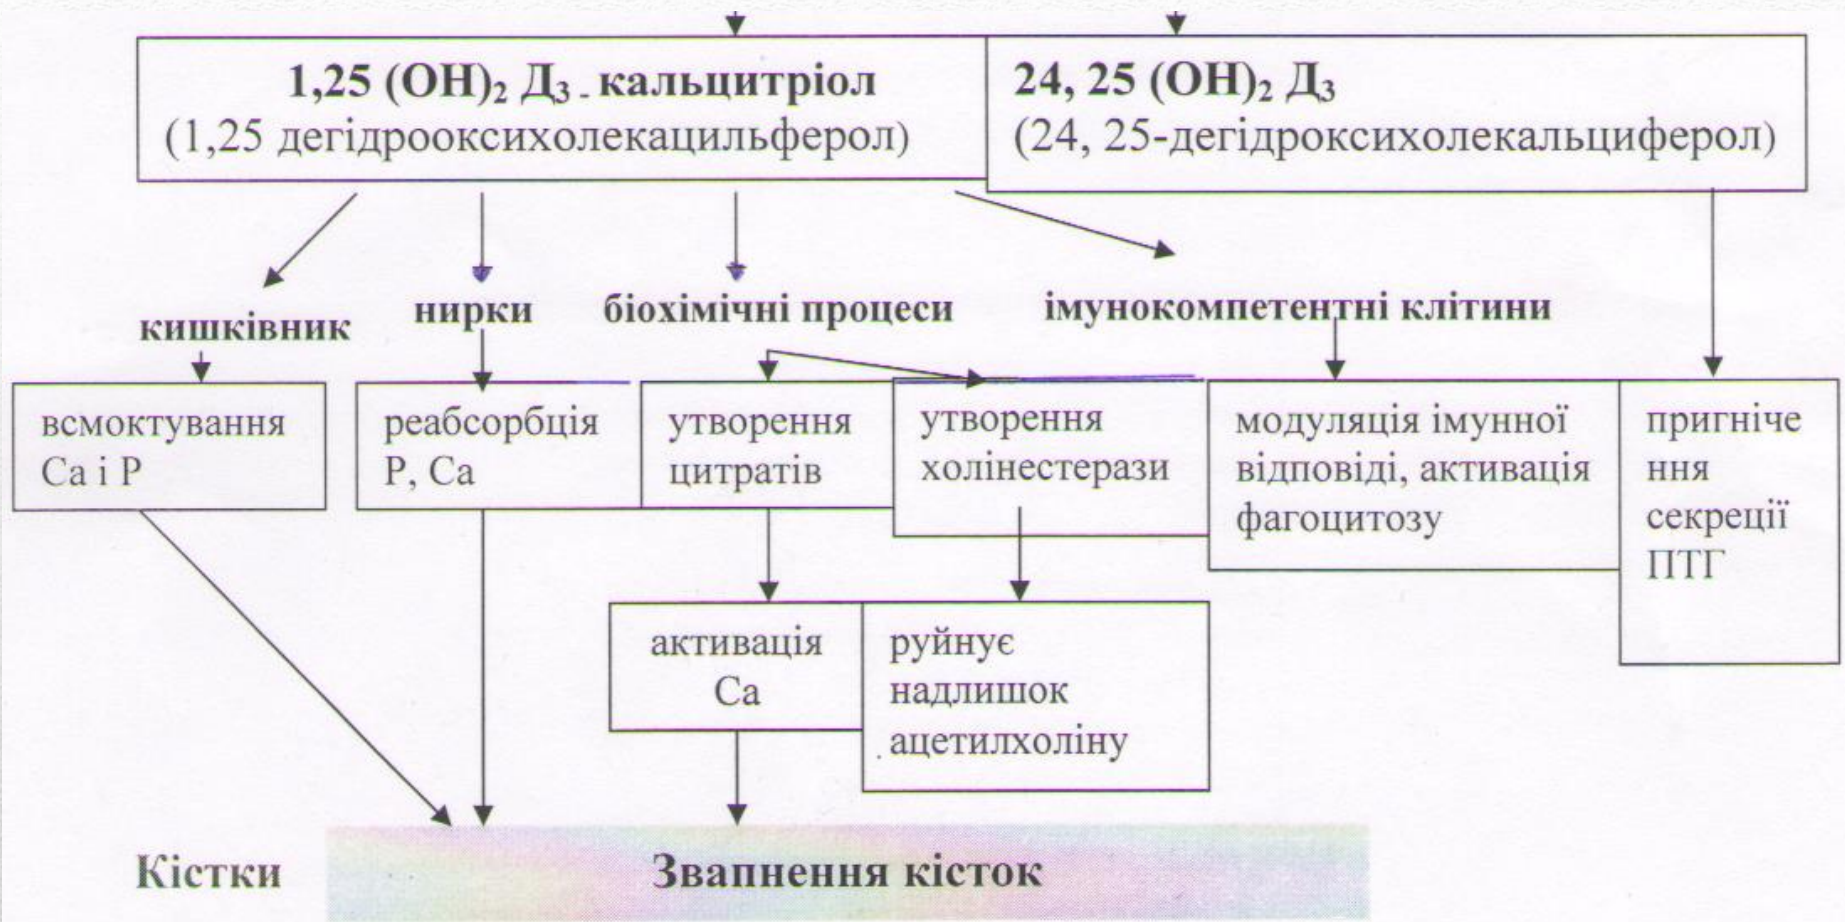 1,25 (ОН)₂ Д₃ - кальцитріол
(1,25 дегідрооксихолекацильферол)
24, 25 (ОН)₂ Д₃
(24, 25-дегідроксихолекальциферол)
кишківник
нирки
біохімічні процеси
імунокомпетентні клітини
всмоктування
Са і Р
реабсорбція
Р, Са
утворення
цитратів
утворення
холінестерази
модуляція імунної
відповіді, активація
фагоцитозу
пригніче
ння
секреції
ПТГ
активація
Са
руйнує
надлишок
ацетилхоліну
Кістки
Звапнення кісток